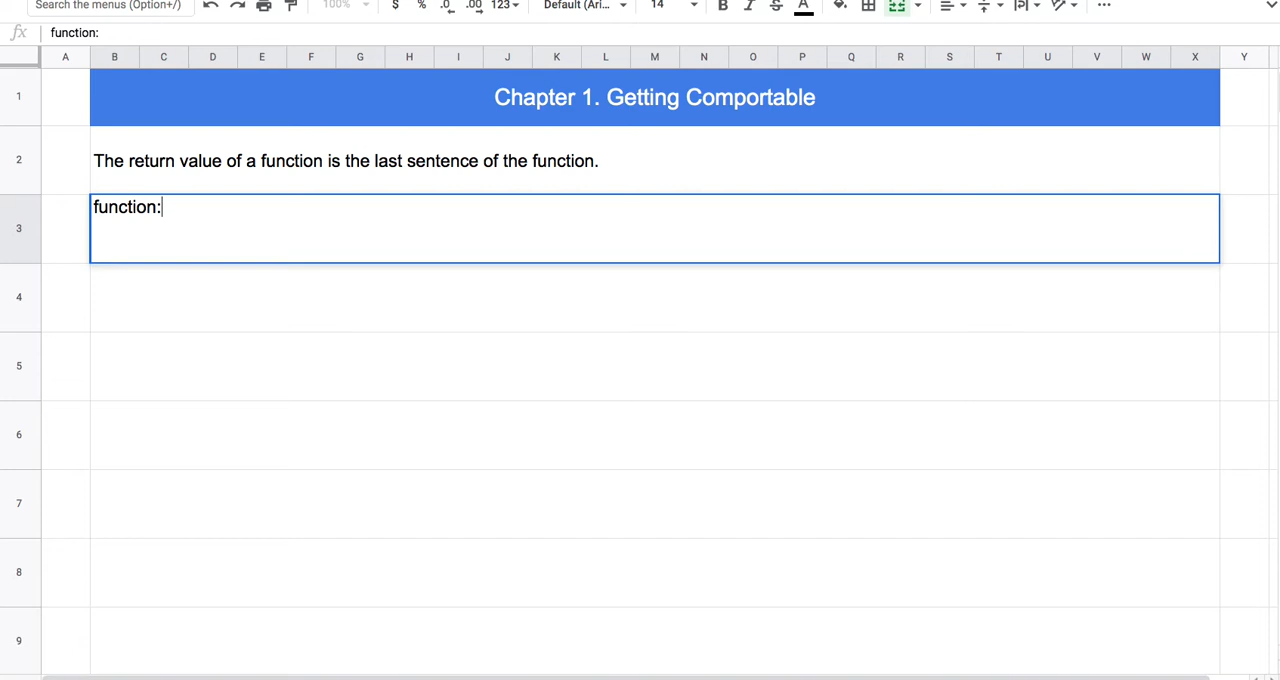 Search the menus (Option+/) 100% $ % .0 .00 123 Default (Ari... 14 B I S A ...
fx function:
A B C D E F G H I J K L M N O P Q R S T U V W X Y
1 Chapter 1. Getting Comportable
2 The return value of a function is the last sentence of the function.
3 function:
4
5
6
7
8
9